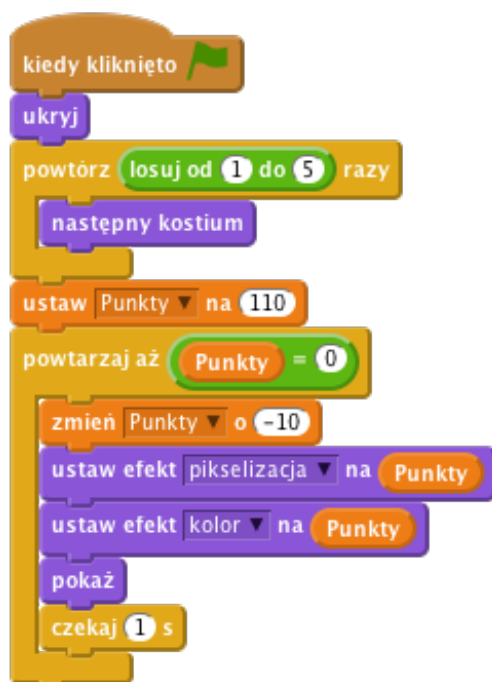 kiedy kliknięto
ukryj
powtórz losuj od 1 do 5 razy
następny kostium
ustaw Punkty na 110
powtarzaj aż Punkty = 0
zmień Punkty o -10
ustaw efekt pikselizacja na Punkty
ustaw efekt kolor na Punkty
pokaż
czekaj 1 s